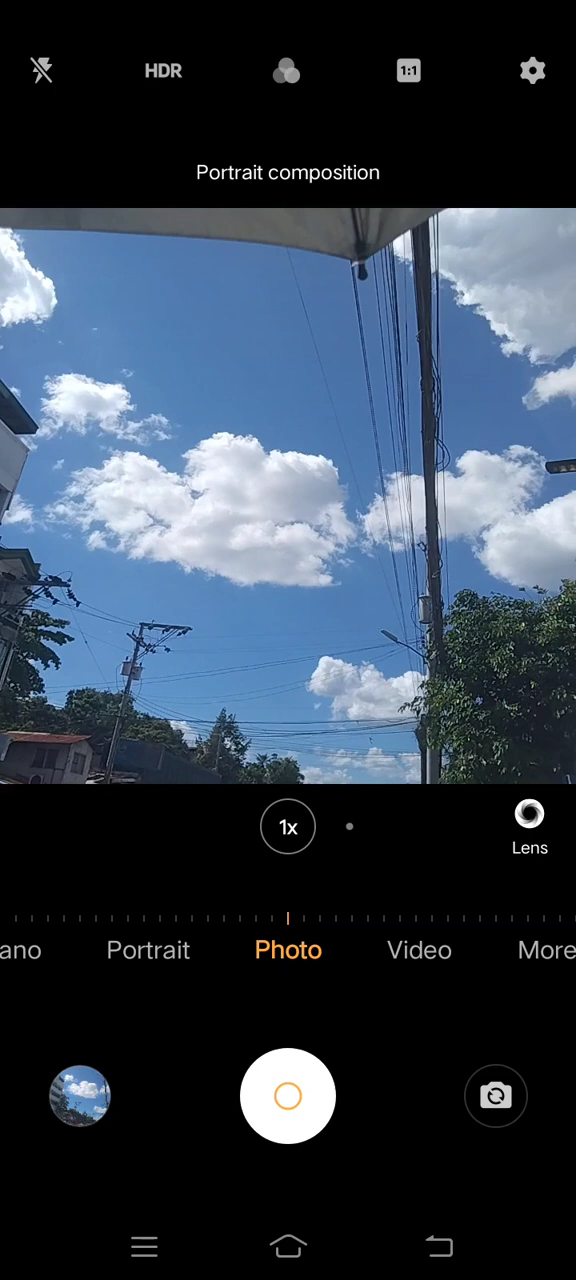 HDR
1:1
Portrait composition
1x
Lens
ano Portrait Photo Video More